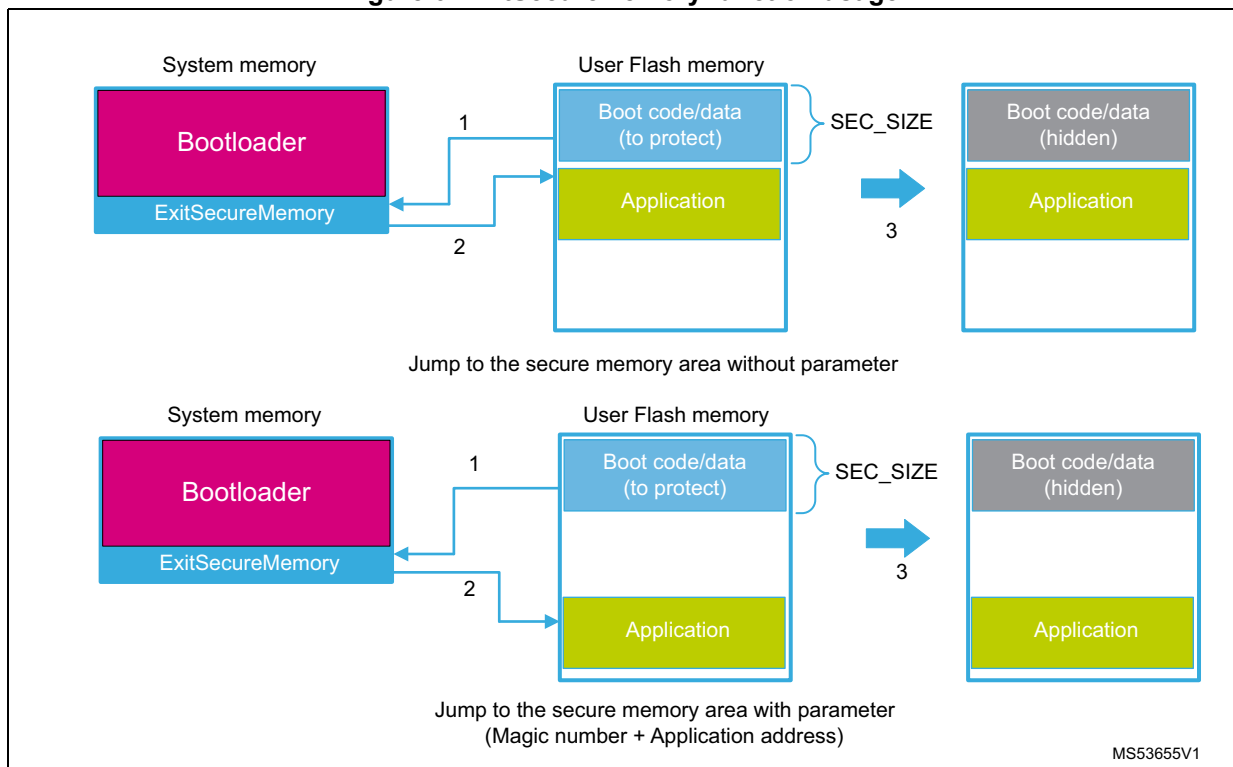 System memory
User Flash memory
Bootloader
ExitSecureMemory
1
2
Boot code/data
(to protect)
SEC_SIZE
Application
3
Boot code/data
(hidden)
Application
Jump to the secure memory area without parameter
System memory
User Flash memory
Bootloader
ExitSecureMemory
1
2
Boot code/data
(to protect)
SEC_SIZE
Application
3
Boot code/data
(hidden)
Application
Jump to the secure memory area with parameter
(Magic number + Application address)
MS53655V1